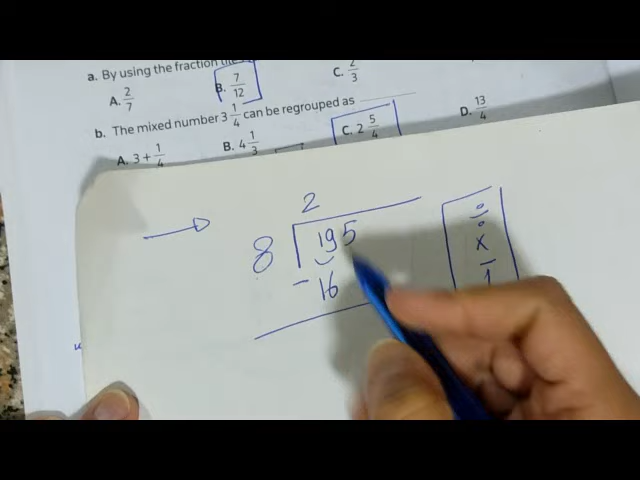 a. By using the fraction tiles
A. 2/7 B. 7/12 C. 2/3
b. The mixed number 3 1/4 can be regrouped as
A. 3 + 1/4 B. 4 1/3 C. 2 5/4 D. 13/4
2
8 195 ÷
- 16 x
-